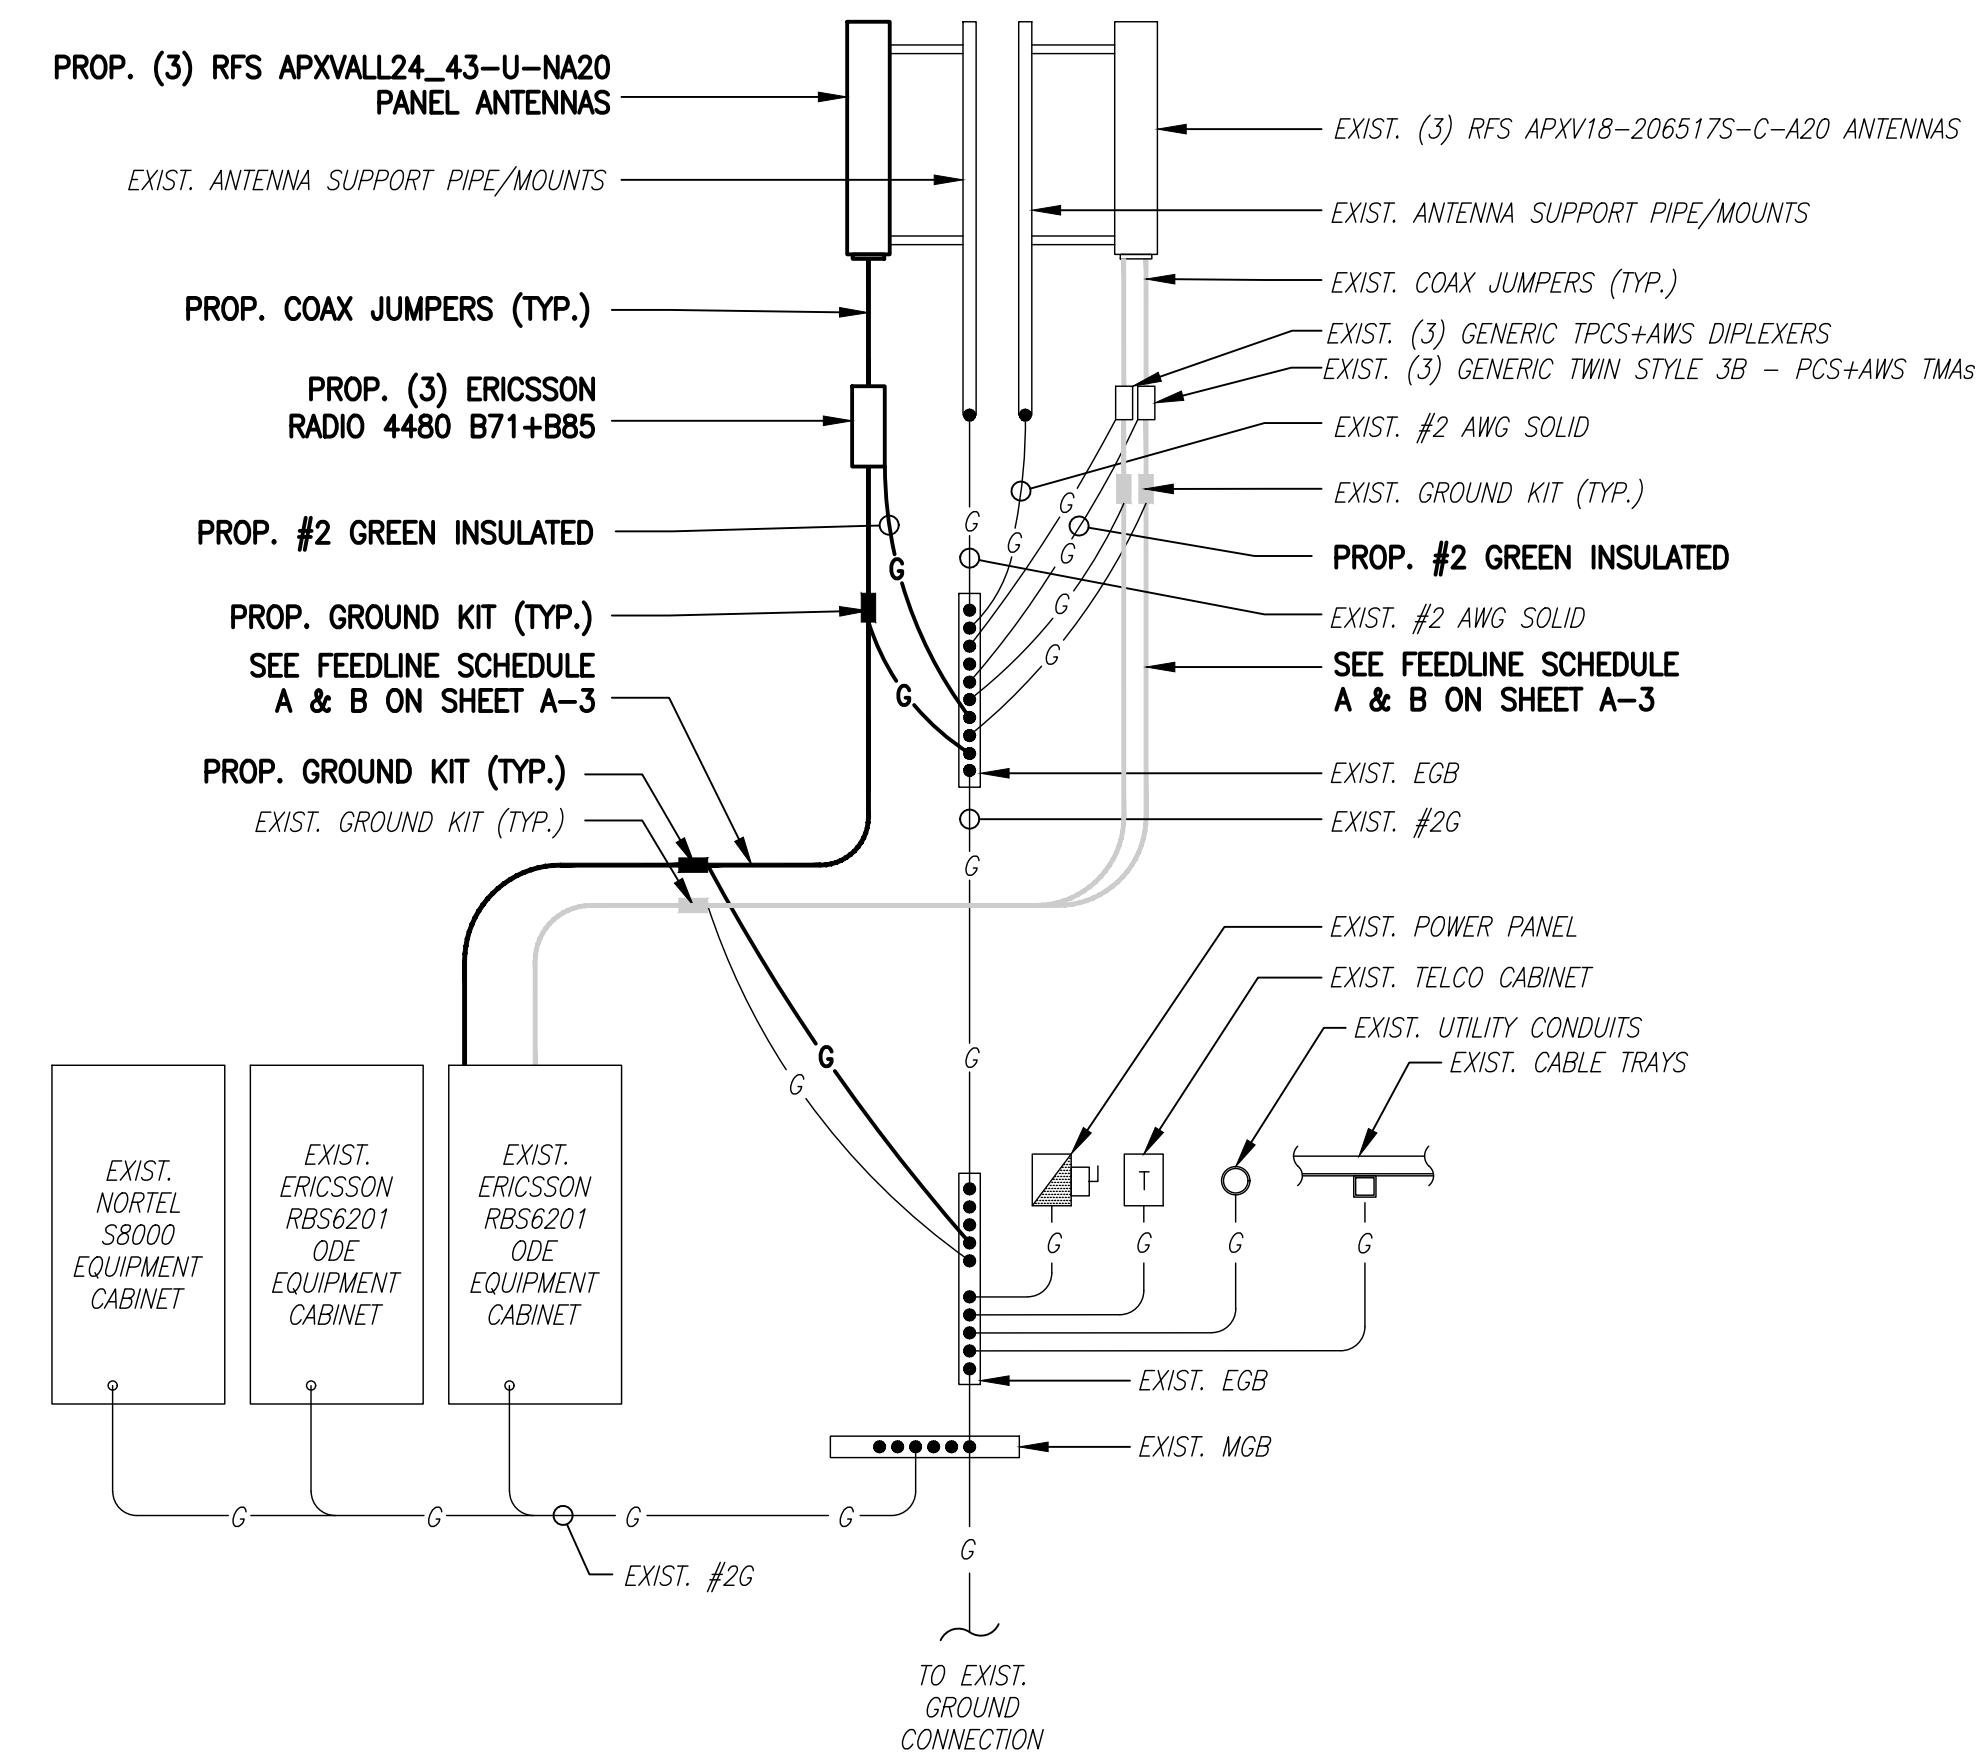 PROP. (3) RFS APXVALL24_43-U-NA20
PANEL ANTENNAS
EXIST. ANTENNA SUPPORT PIPE/MOUNTS
PROP. COAX JUMPERS (TYP.)
PROP. (3) ERICSSON
RADIO 4480 B71+B85
PROP. #2 GREEN INSULATED
PROP. GROUND KIT (TYP.)
SEE FEEDLINE SCHEDULE
A & B ON SHEET A-3
PROP. GROUND KIT (TYP.)
EXIST. GROUND KIT (TYP.)
EXIST. (3) RFS APXV18-206517S-C-A20 ANTENNAS
EXIST. ANTENNA SUPPORT PIPE/MOUNTS
EXIST. COAX JUMPERS (TYP.)
EXIST. (3) GENERIC TPCS+AWS DIPLEXERS
EXIST. (3) GENERIC TWIN STYLE 3B - PCS+AWS TMAs
EXIST. #2 AWG SOLID
EXIST. GROUND KIT (TYP.)
PROP. #2 GREEN INSULATED
EXIST. #2 AWG SOLID
SEE FEEDLINE SCHEDULE
A & B ON SHEET A-3
EXIST. EGB
EXIST. #2G
G
G
G
G
G
G
G
G
G
G
G
G
EXIST. POWER PANEL
EXIST. TELCO CABINET
EXIST. UTILITY CONDUITS
EXIST. CABLE TRAYS
T
G
G
G
G
EXIST.
NORTEL
S8000
EQUIPMENT
CABINET
EXIST.
ERICSSON
RBS6201
ODE
EQUIPMENT
CABINET
EXIST.
ERICSSON
RBS6201
ODE
EQUIPMENT
CABINET
EXIST. EGB
EXIST. MGB
G
G
G
G
G
EXIST. #2G
TO EXIST.
GROUND
CONNECTION